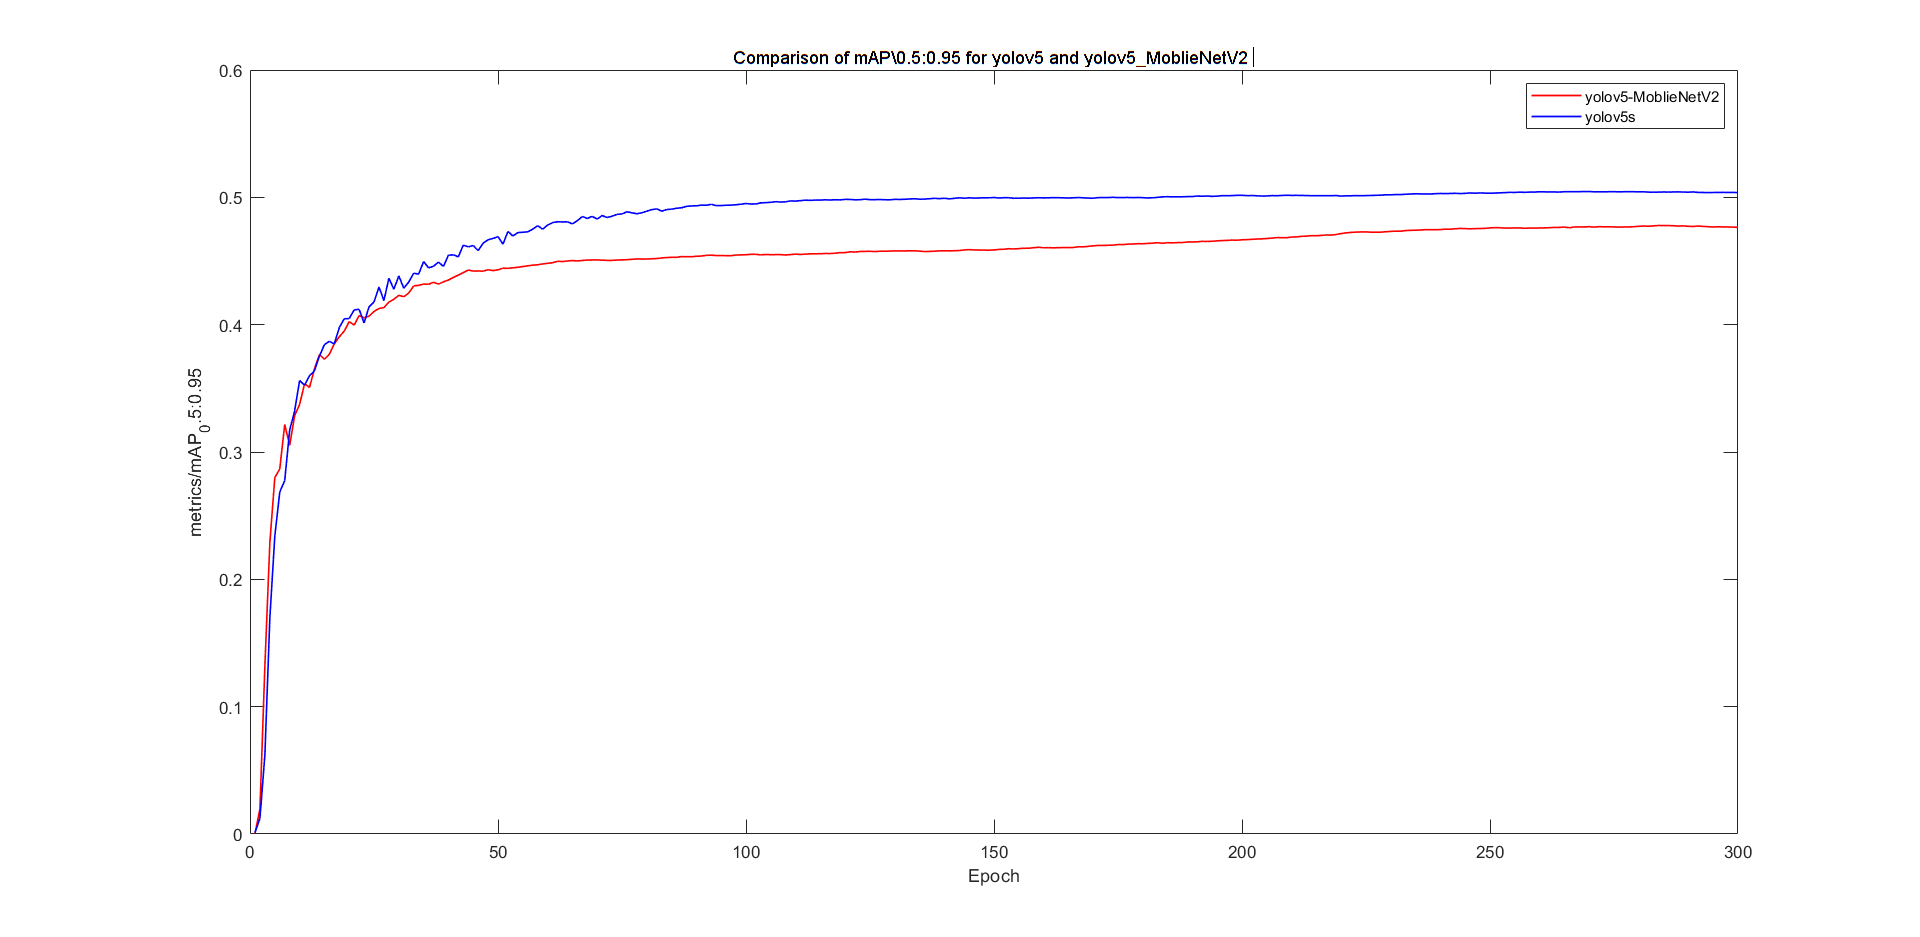 Comparison of mAP\0.5:0.95 for yolov5 and yolov5_MoblieNetV2
yolov5-MoblieNetV2
yolov5s
0.6
0.5
0.4
0.3
0.2
0.1
0
metrics/mAP0.5:0.95
0
50
100
150
200
250
300
Epoch